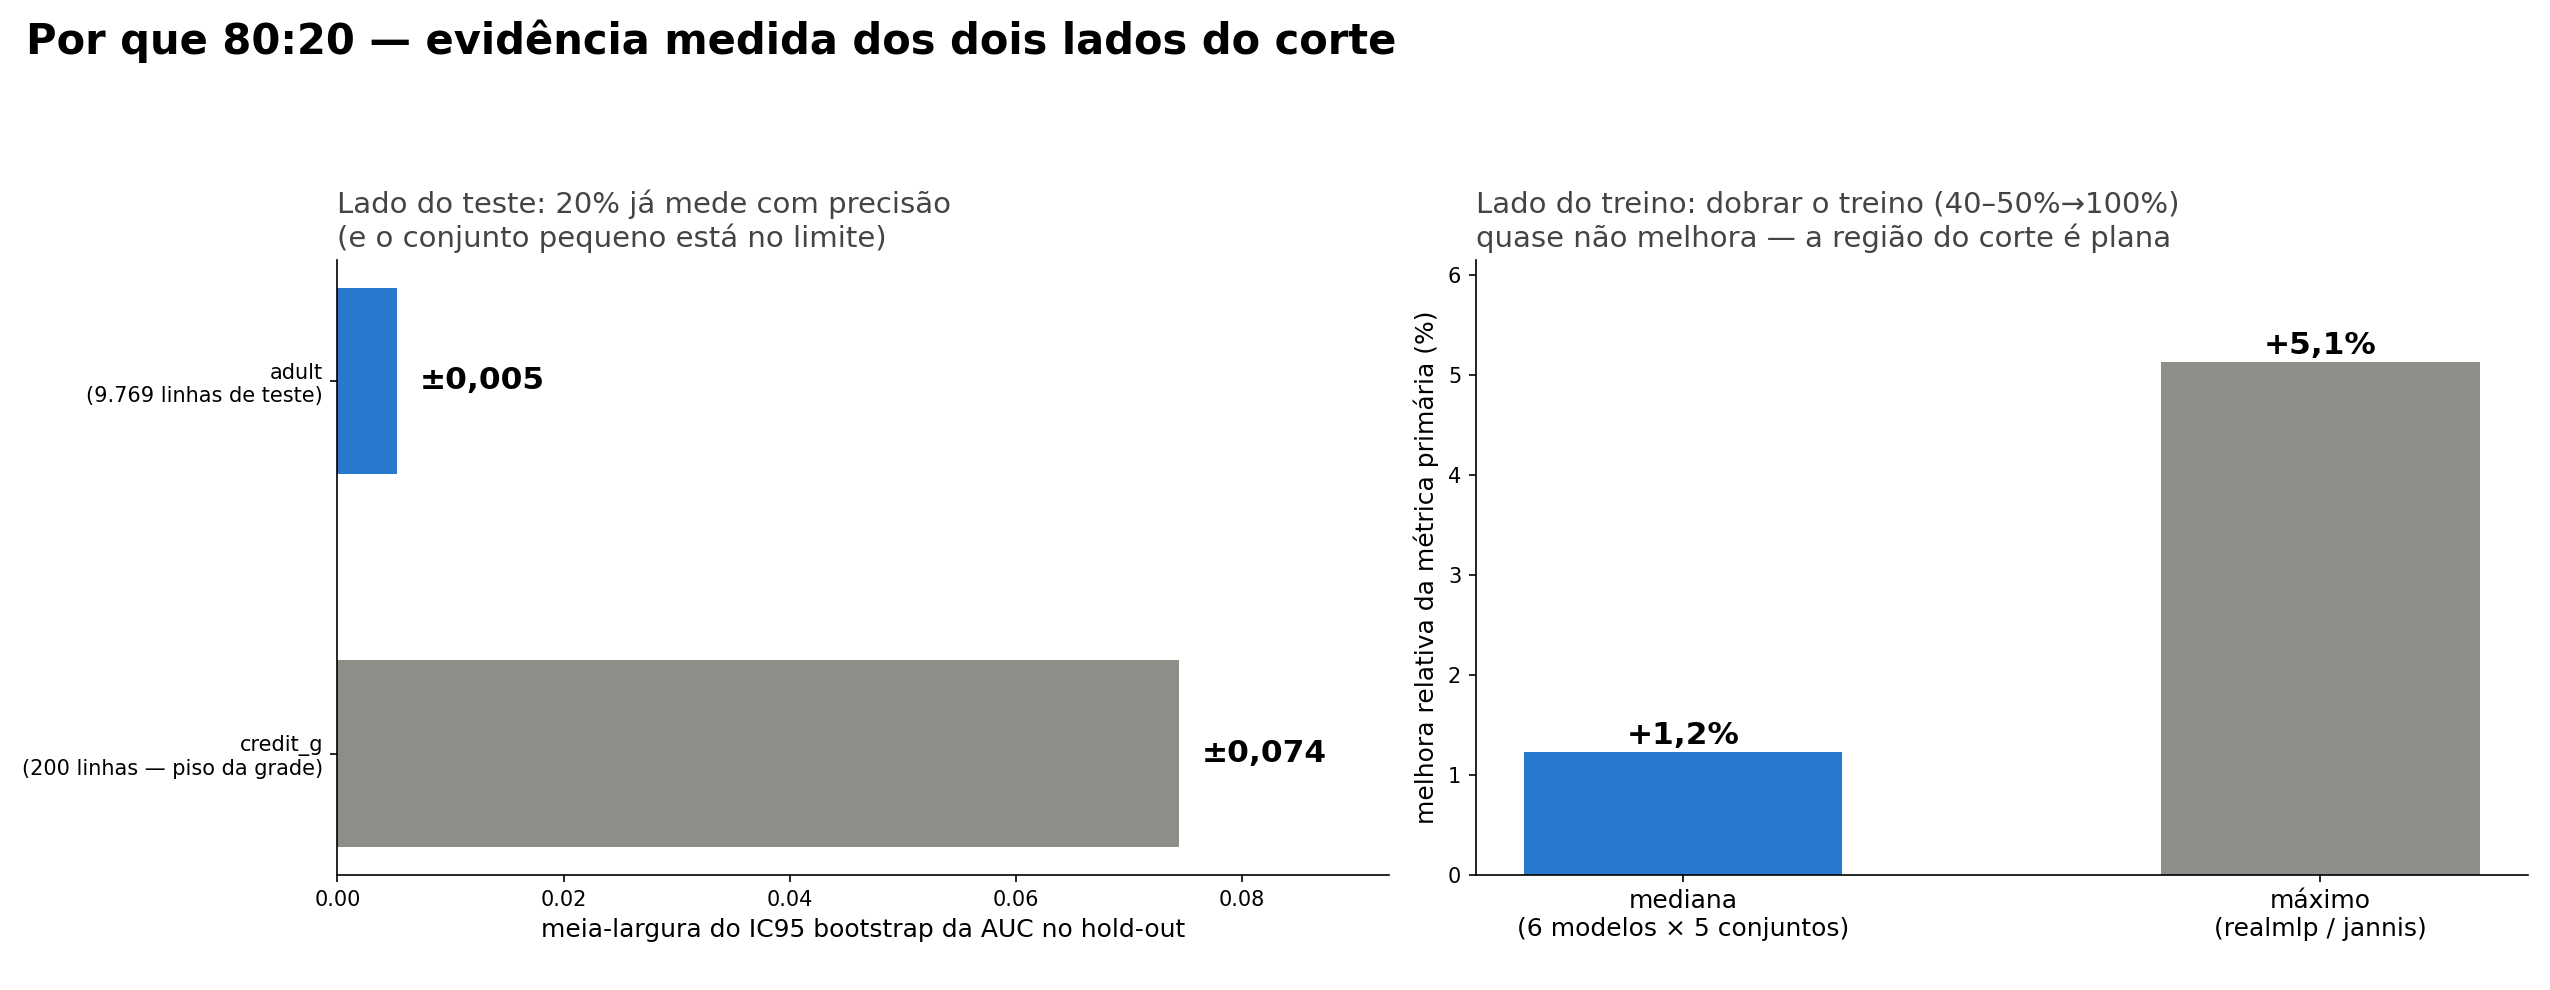 Por que 80:20 — evidência medida dos dois lados do corte
Lado do teste: 20% já mede com precisão
(e o conjunto pequeno está no limite)
adult
(9.769 linhas de teste)
±0,005
credit_g
(200 linhas — piso da grade)
±0,074
0.00
0.02
0.04
0.06
0.08
meia-largura do IC95 bootstrap da AUC no hold-out
Lado do treino: dobrar o treino (40–50%→100%)
quase não melhora — a região do corte é plana
melhora relativa da métrica primária (%)
6
5
4
3
2
1
0
+1,2%
+5,1%
mediana
(6 modelos × 5 conjuntos)
máximo
(realmlp / jannis)